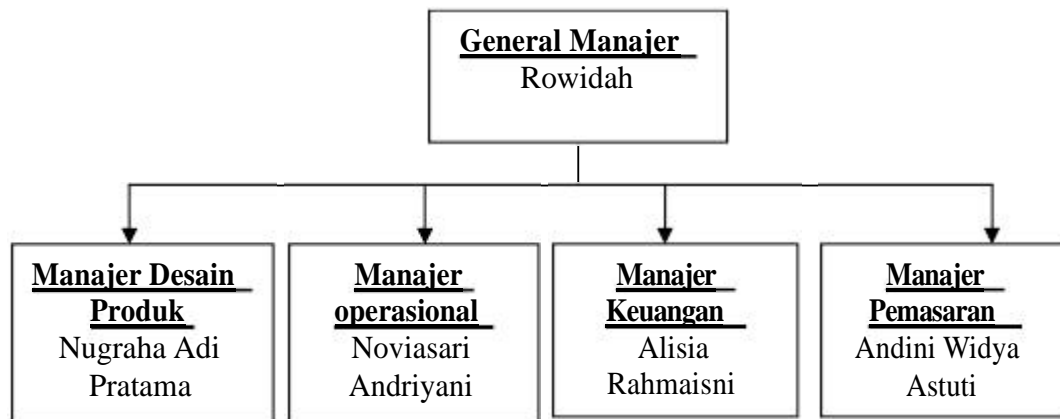 General Manajer
Rowidah
Manajer Desain
Produk
Nugraha Adi
Pratama
Manajer
operasional
Noviasari
Andriyani
Manajer
Keuangan
Alisia
Rahmaisni
Manajer
Pemasaran
Andini Widya
Astuti